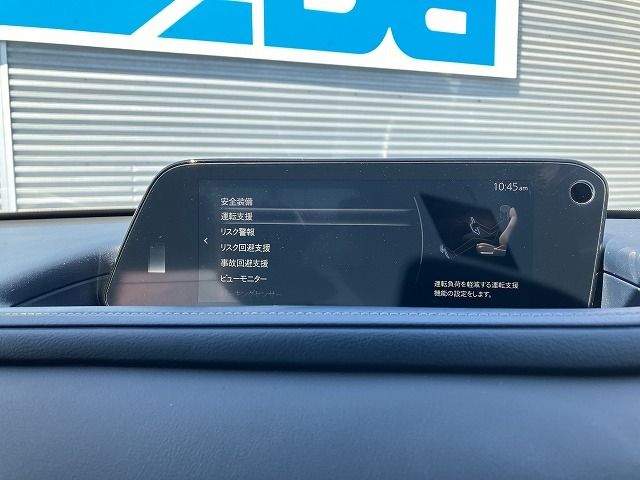 10:45am
安全装備
運転支援
リスク警報
リスク回避支援
事故回避支援
ビューモニター
運転負荷を軽減する運転支援
機能の設定をします。